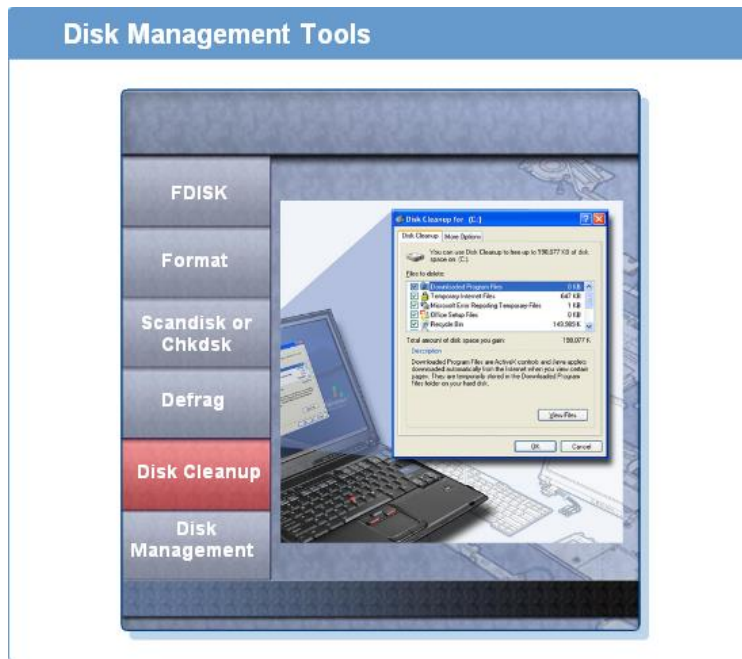 Disk Management Tools
FDISK
Format
Scandisk or
Chkdsk
Defrag
Disk Cleanup
Disk
Management
Disk Cleanup for (C:)
Disk Cleanup More Options
You can use Disk Cleanup to free up to 198,077 KB of disk
space on (C:).
Files to delete:
Downloaded Program Files 0 KB
Temporary Internet Files 647 KB
Microsoft Error Reporting Temporary Files 1 KB
Office Setup Files 0 KB
Recycle Bin
Total amount of disk space you gain: 198,077 K
Description
Downloaded Program Files are ActiveX controls and Java applets
downloaded automatically from the Internet when you view certain
pages. They are temporarily stored in the Downloaded Program
Files folder on your hard disk.
View Files
OK Cancel